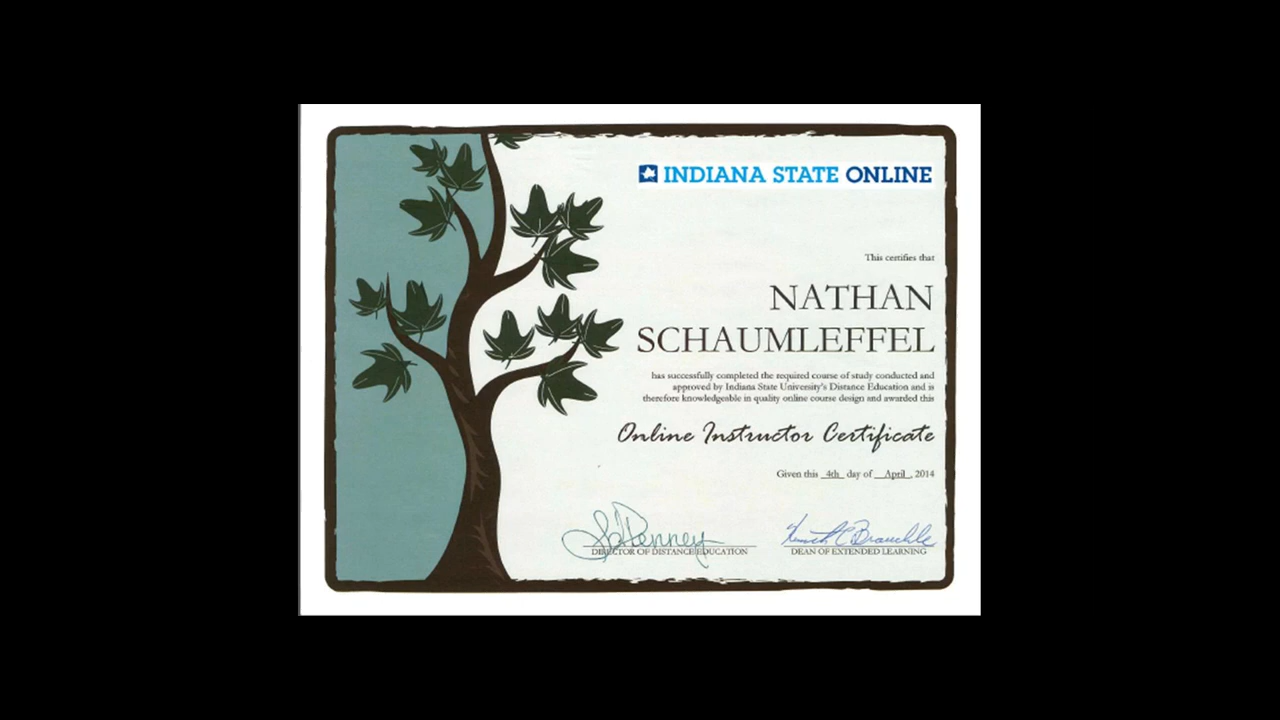 INDIANA STATE ONLINE
This certifies that
NATHAN
SCHAUMLEFFEL
has successfully completed the required course of study conducted and
approved by Indiana State University's Distance Education and is
therefore knowledgeable in quality online course design and awarded this
Online Instructor Certificate
Given this 4th day of April, 2014
Kenneth C Brauchle
DIRECTOR OF DISTANCE EDUCATION
DEAN OF EXTENDED LEARNING